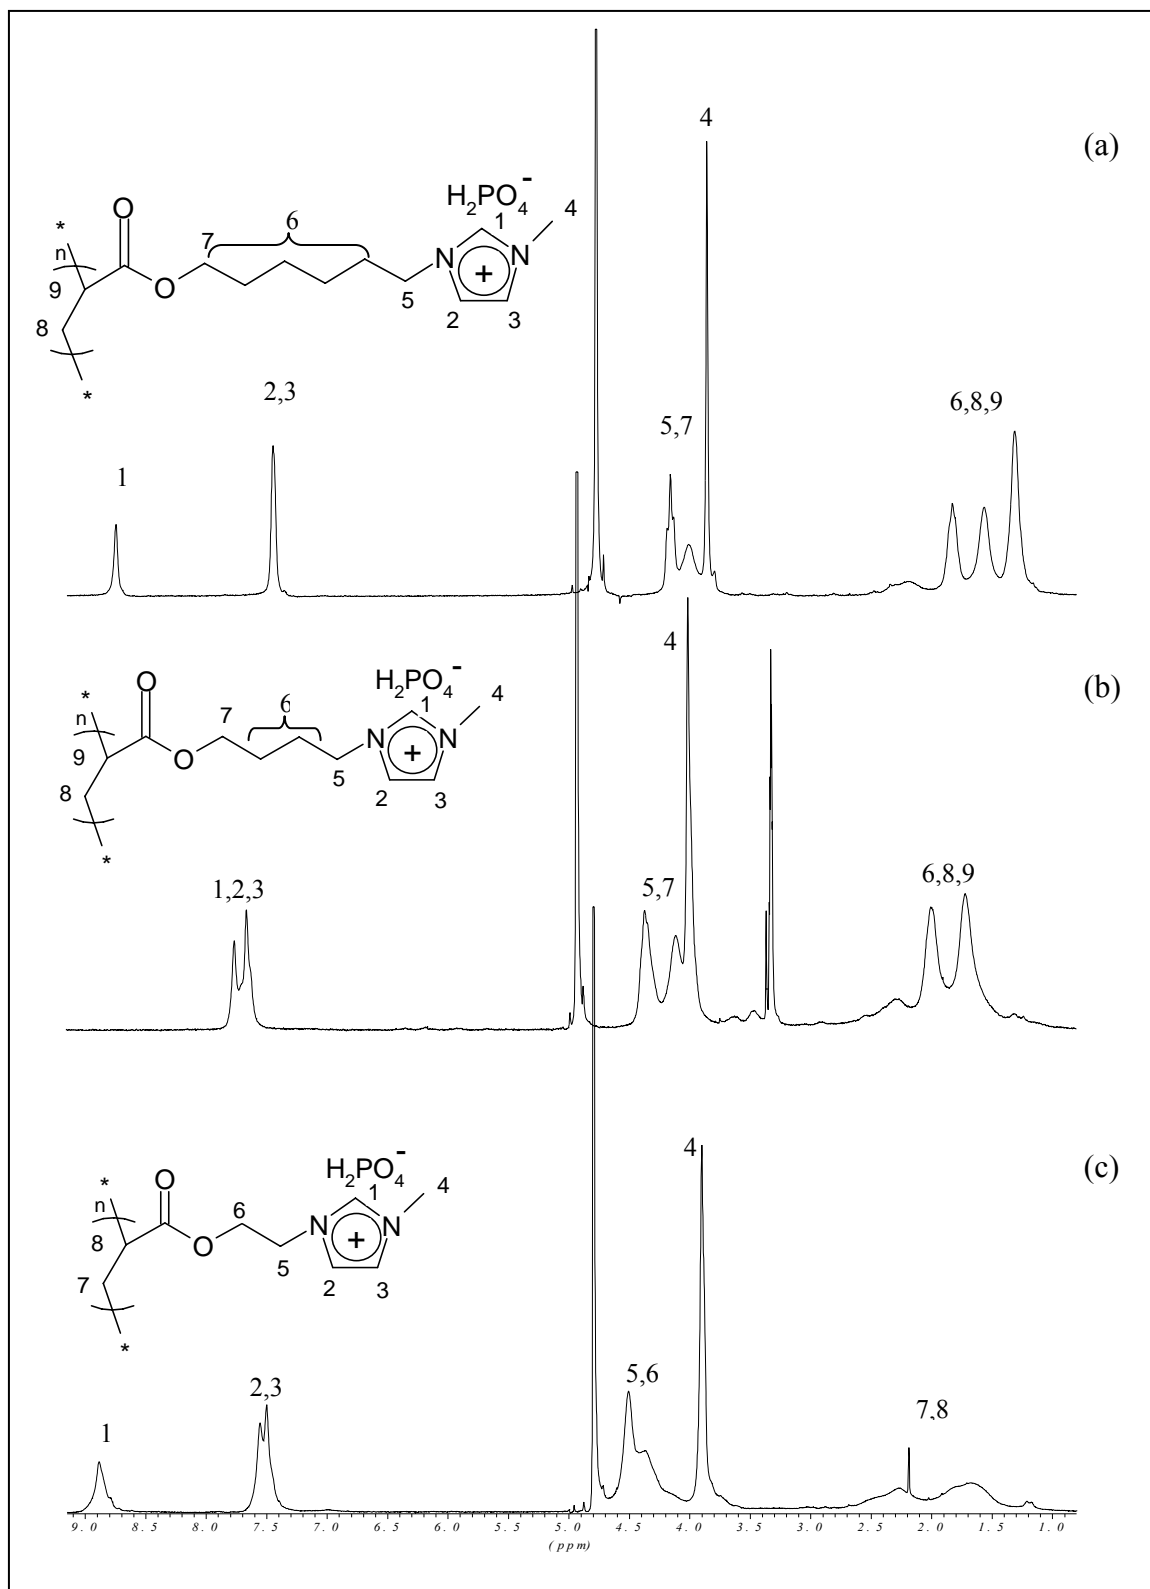 4
(a)
H₂PO₄⁻
1
4
O
*
n
7
6
N
N
+
9
O
5
2
3
8
*
2,3
6,8,9
5,7
1
4
(b)
H₂PO₄⁻
1
4
O
*
n
7
6
N
N
+
9
O
5
2
3
8
*
1,2,3
5,7
6,8,9
4
(c)
H₂PO₄⁻
1
4
O
*
n
6
N
N
+
8
O
5
2
3
7
*
2,3
5,6
7,8
1
9.0 8.5 8.0 7.5 7.0 6.5 6.0 5.5 5.0 4.5 4.0 3.5 3.0 2.5 2.0 1.5 1.0
(ppm)